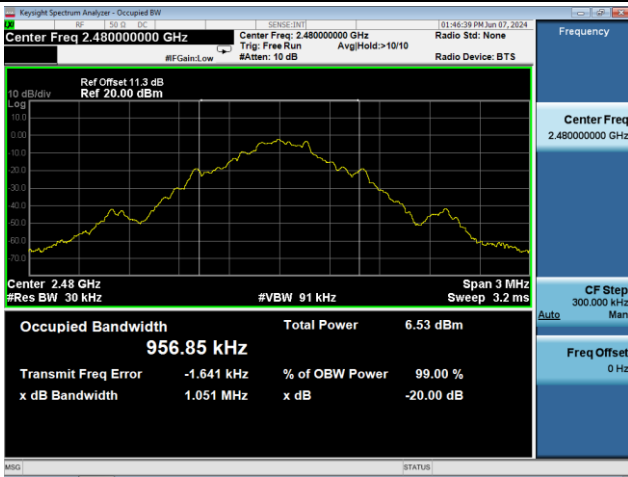 Keysight Spectrum Analyzer - Occupied BW
RF 50 Ω DC SENSE:INT 01:46:39 PM Jun 07, 2024
Center Freq 2.480000000 GHz Center Freq: 2.480000000 GHz Radio Std: None
Trig: Free Run Avg|Hold:>10/10
#IFGain:Low #Atten: 10 dB Radio Device: BTS
Ref Offset 11.3 dB
10 dB/div Ref 20.00 dBm
Log
10.0
0.00
-10.0
-20.0
-30.0
-40.0
-50.0
-60.0
-70.0
Center 2.48 GHz Span 3 MHz
#Res BW 30 kHz #VBW 91 kHz Sweep 3.2 ms
Occupied Bandwidth Total Power 6.53 dBm
956.85 kHz
Transmit Freq Error -1.641 kHz % of OBW Power 99.00 %
x dB Bandwidth 1.051 MHz x dB -20.00 dB
Frequency
Center Freq
2.480000000 GHz
CF Step
300.000 kHz
Auto Man
Freq Offset
0 Hz
MSG STATUS